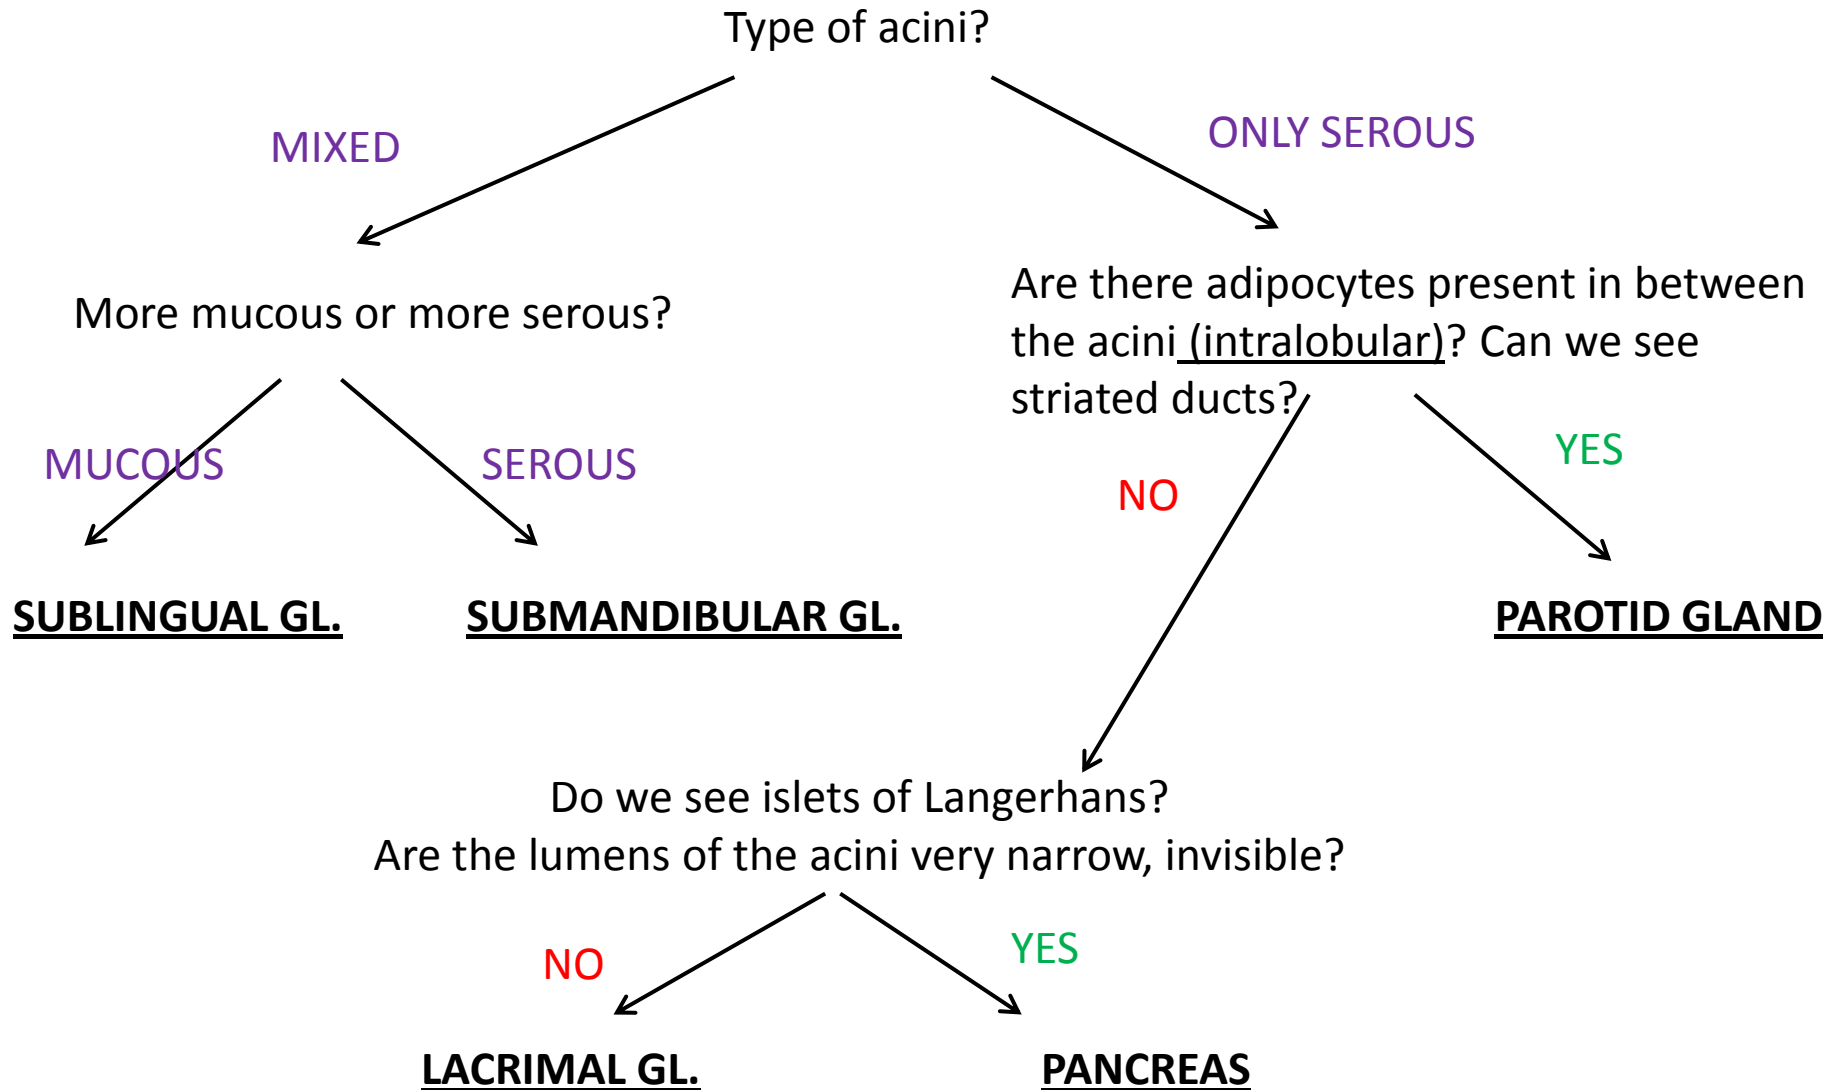 Type of acini?
MIXED
ONLY SEROUS
More mucous or more serous?
Are there adipocytes present in between
the acini (intralobular)? Can we see
striated ducts?
MUCOUS
SEROUS
NO
YES
SUBLINGUAL GL.
SUBMANDIBULAR GL.
PAROTID GLAND
Do we see islets of Langerhans?
Are the lumens of the acini very narrow, invisible?
NO
YES
LACRIMAL GL.
PANCREAS